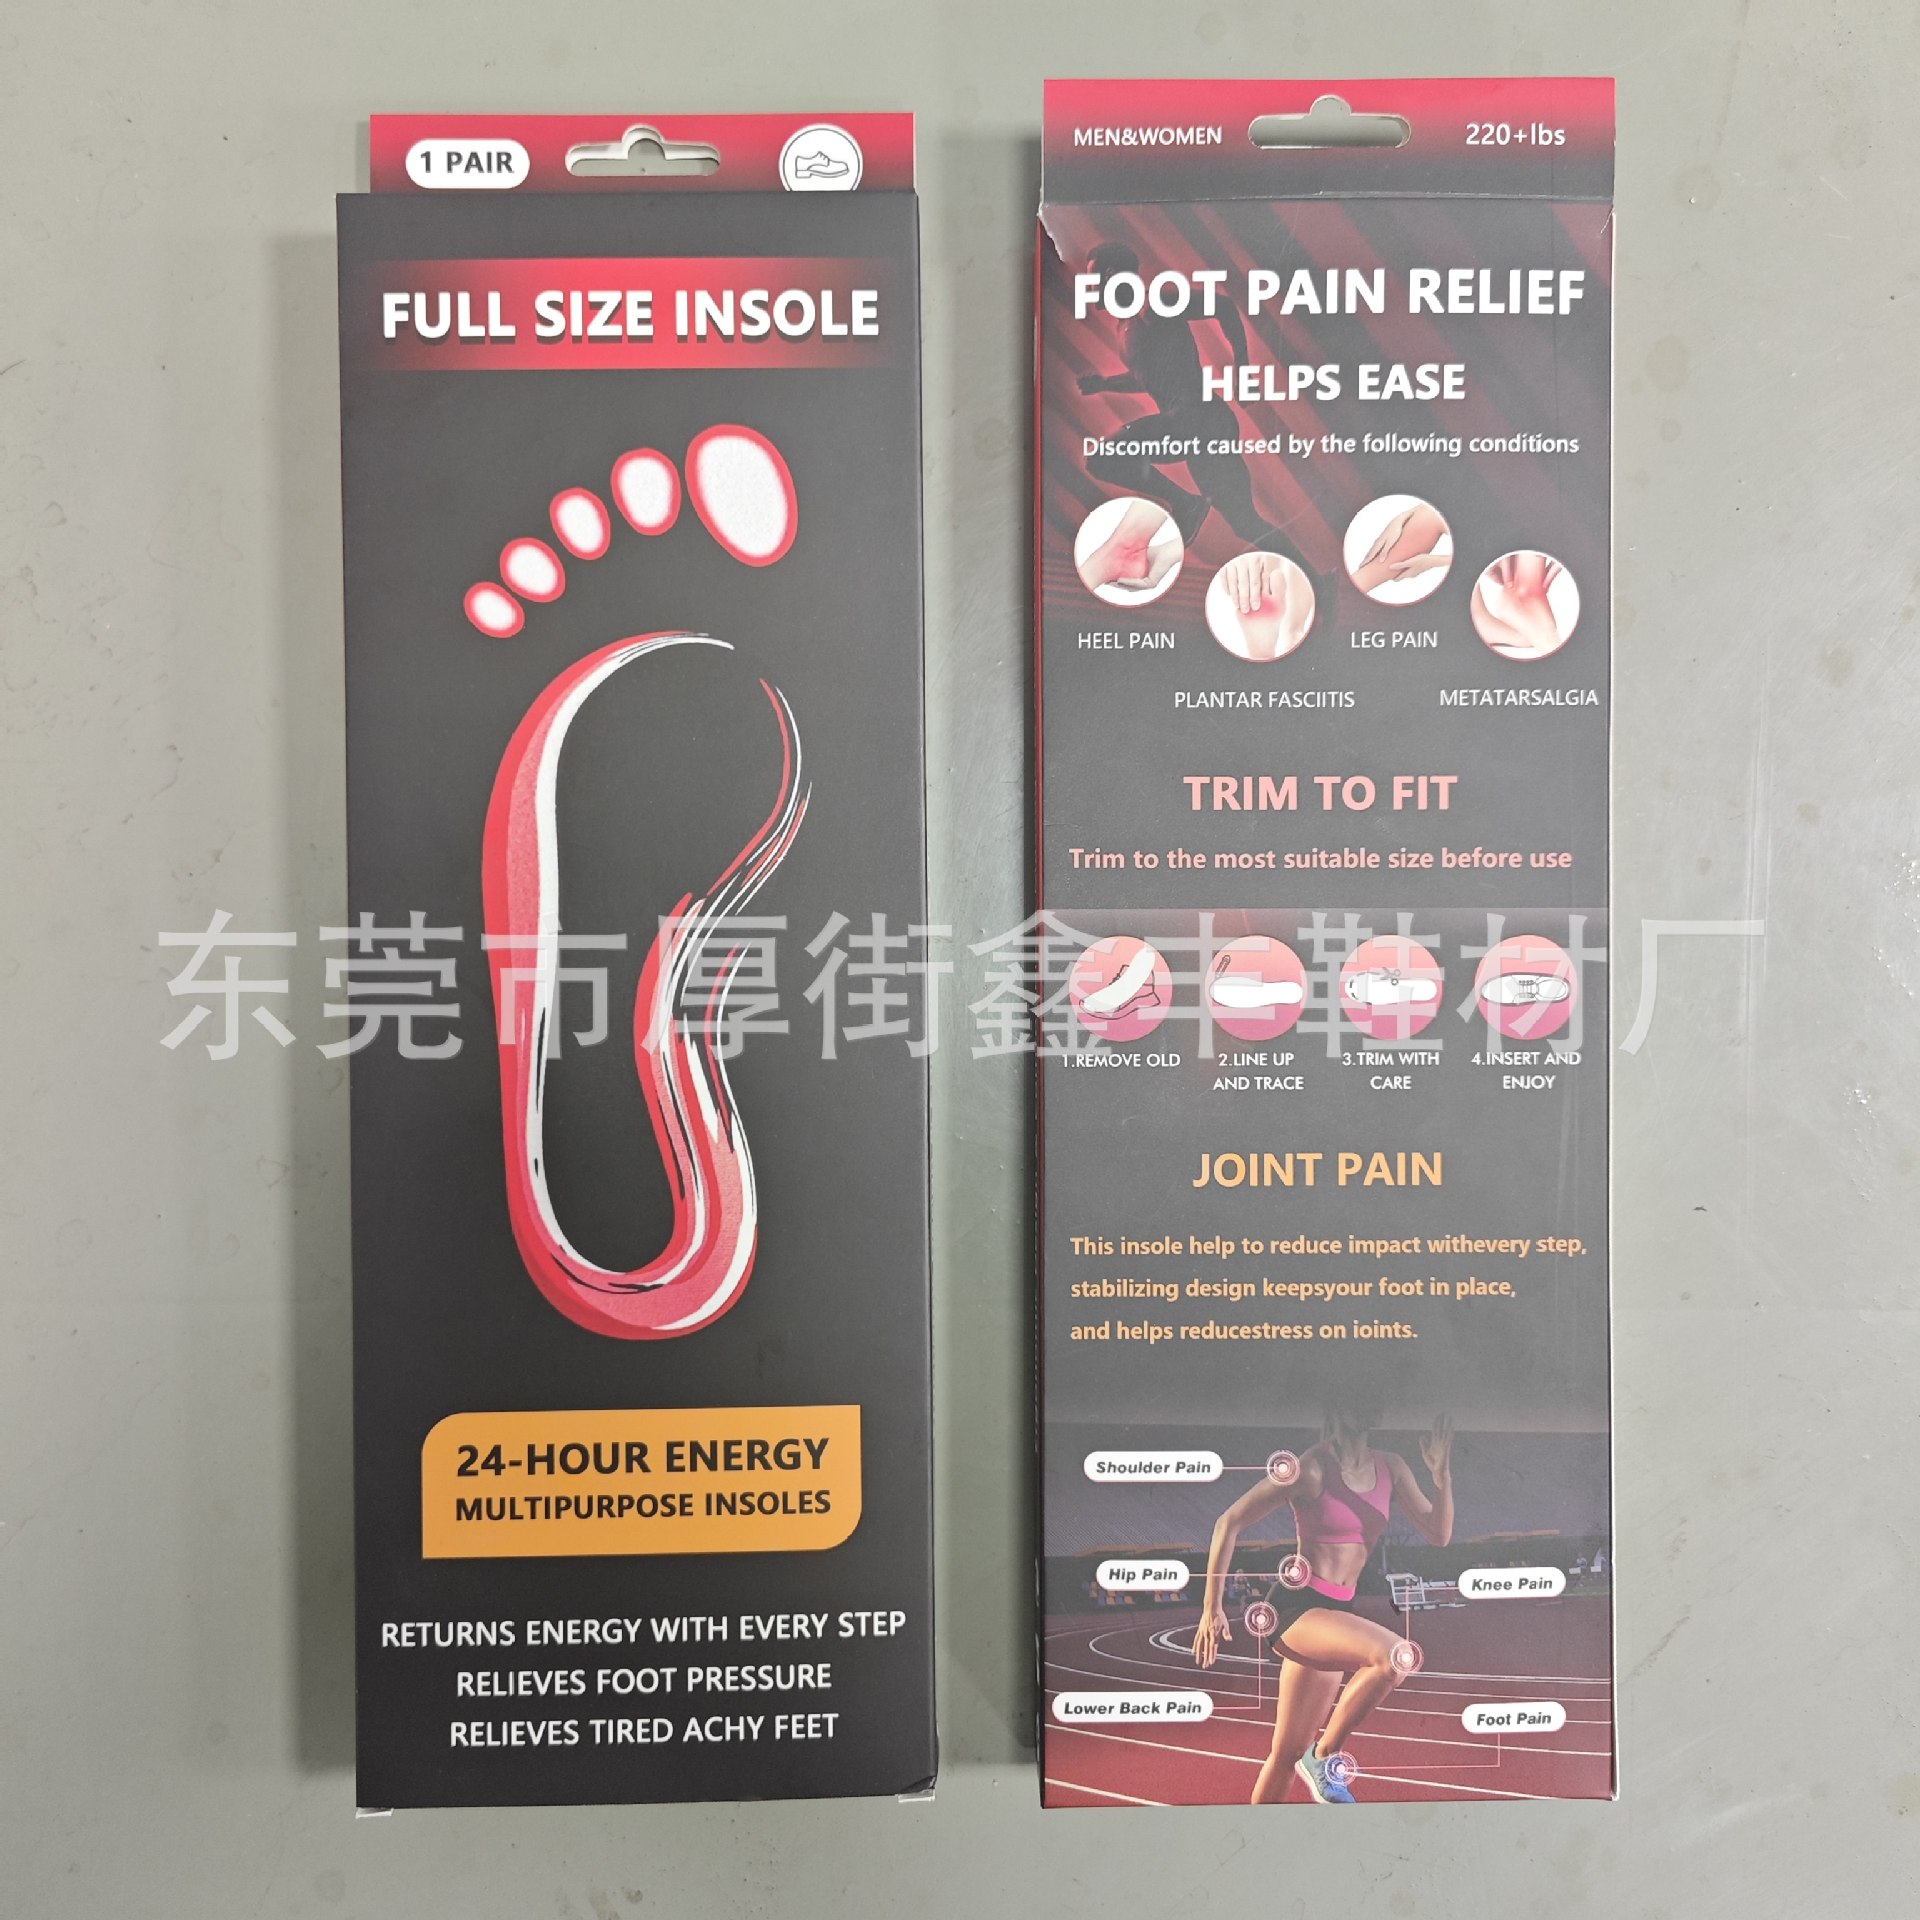 1 PAIR
FULL SIZE INSOLE
24-HOUR ENERGY
MULTIPURPOSE INSOLES
RETURNS ENERGY WITH EVERY STEP
RELIEVES FOOT PRESSURE
RELIEVES TIRED ACHY FEET
MEN&WOMEN
220+lbs
FOOT PAIN RELIEF
HELPS EASE
Discomfort caused by the following conditions
HEEL PAIN
LEG PAIN
PLANTAR FASCIITIS
METATARSALGIA
TRIM TO FIT
Trim to the most suitable size before use
1.REMOVE OLD
2.LINE UP
AND TRACE
3.TRIM WITH
CARE
4.INSERT AND
ENJOY
JOINT PAIN
This insole help to reduce impact withevery step,
stabilizing design keepsyour foot in place,
and helps reducestress on ioints.
Shoulder Pain
Hip Pain
Knee Pain
Lower Back Pain
Foot Pain
东莞市厚街鑫丰鞋材厂